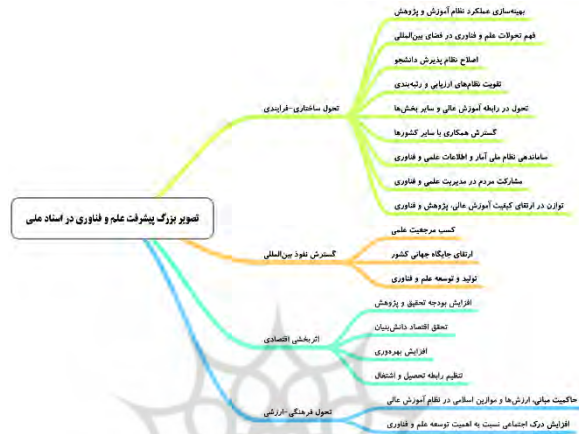 بهینه‌سازی عملکرد نظام آموزش و پژوهش
فهم تحولات علم و فناوری در فضای بین‌المللی
اصلاح نظام پذیرش دانشجو
تقویت نظام‌های ارزیابی و رتبه‌بندی
تحول در رابطه آموزش عالی و سایر بخش‌ها
گسترش همکاری با سایر کشورها
ساماندهی نظام ملی آمار و اطلاعات علمی و فناوری
مشارکت مردم در مدیریت علمی و فناوری
توازن در ارتقای کیفیت آموزش عالی، پژوهش و فناوری
تحول ساختاری-فرایندی
تصویر بزرگ پیشرفت علم و فناوری در اسناد ملی
کسب مرجعیت علمی
ارتقای جایگاه جهانی کشور
تولید و توسعه علم و فناوری
گسترش نفوذ بین‌المللی
افزایش بودجه تحقیق و پژوهش
تحقق اقتصاد دانش‌بنیان
افزایش بهره‌وری
تنظیم رابطه تحصیل و اشتغال
اثربخشی اقتصادی
حاکمیت مبانی، ارزش‌ها و موازین اسلامی در نظام آموزش عالی
افزایش درک اجتماعی نسبت به اهمیت توسعه علم و فناوری
تحول فرهنگی-ارزشی